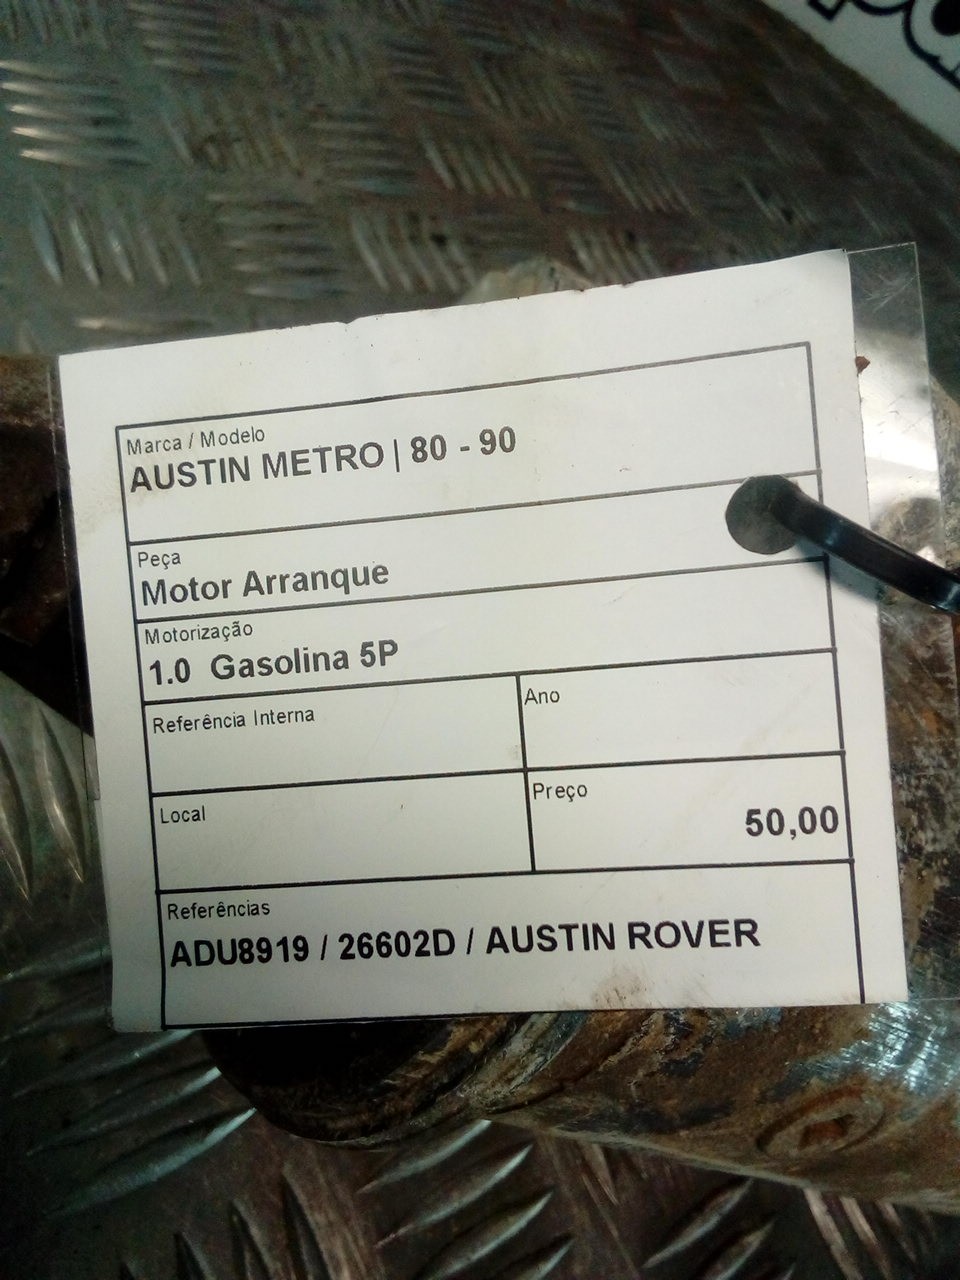 Marca / Modelo
AUSTIN METRO | 80 - 90
Peça
Motor Arranque
Motorização
1.0 Gasolina 5P
Referência Interna
Ano
Local
Preço
50,00
Referências
ADU8919 / 26602D / AUSTIN ROVER